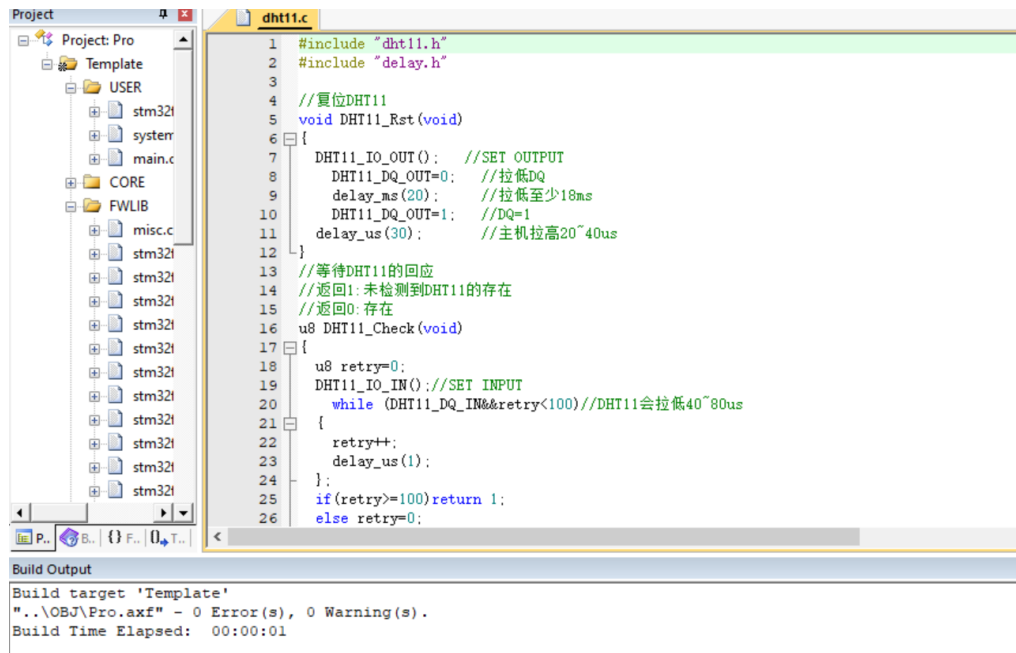 Project
dht11.c
Project: Pro
Template
USER
stm32f
system
main.c
CORE
FWLIB
misc.c
stm32f
stm32f
stm32f
stm32f
stm32f
stm32f
stm32f
stm32f
stm32f
stm32f
stm32f
P..
B..
{} F..
0 T..
1 #include "dht11.h"
2 #include "delay.h"
3
4 //复位DHT11
5 void DHT11_Rst(void)
6 {
7 DHT11_IO_OUT(); //SET OUTPUT
8 DHT11_DQ_OUT=0; //拉低DQ
9 delay_ms(20); //拉低至少18ms
10 DHT11_DQ_OUT=1; //DQ=1
11 delay_us(30); //主机拉高20~40us
12 }
13 //等待DHT11的回应
14 //返回1:未检测到DHT11的存在
15 //返回0:存在
16 u8 DHT11_Check(void)
17 {
18 u8 retry=0;
19 DHT11_IO_IN();//SET INPUT
20 while (DHT11_DQ_IN&&retry<100)//DHT11会拉低40~80us
21 {
22 retry++;
23 delay_us(1);
24 };
25 if(retry>=100)return 1;
26 else retry=0;
Build Output
Build target 'Template'
"..\OBJ\Pro.axf" - 0 Error(s), 0 Warning(s).
Build Time Elapsed: 00:00:01